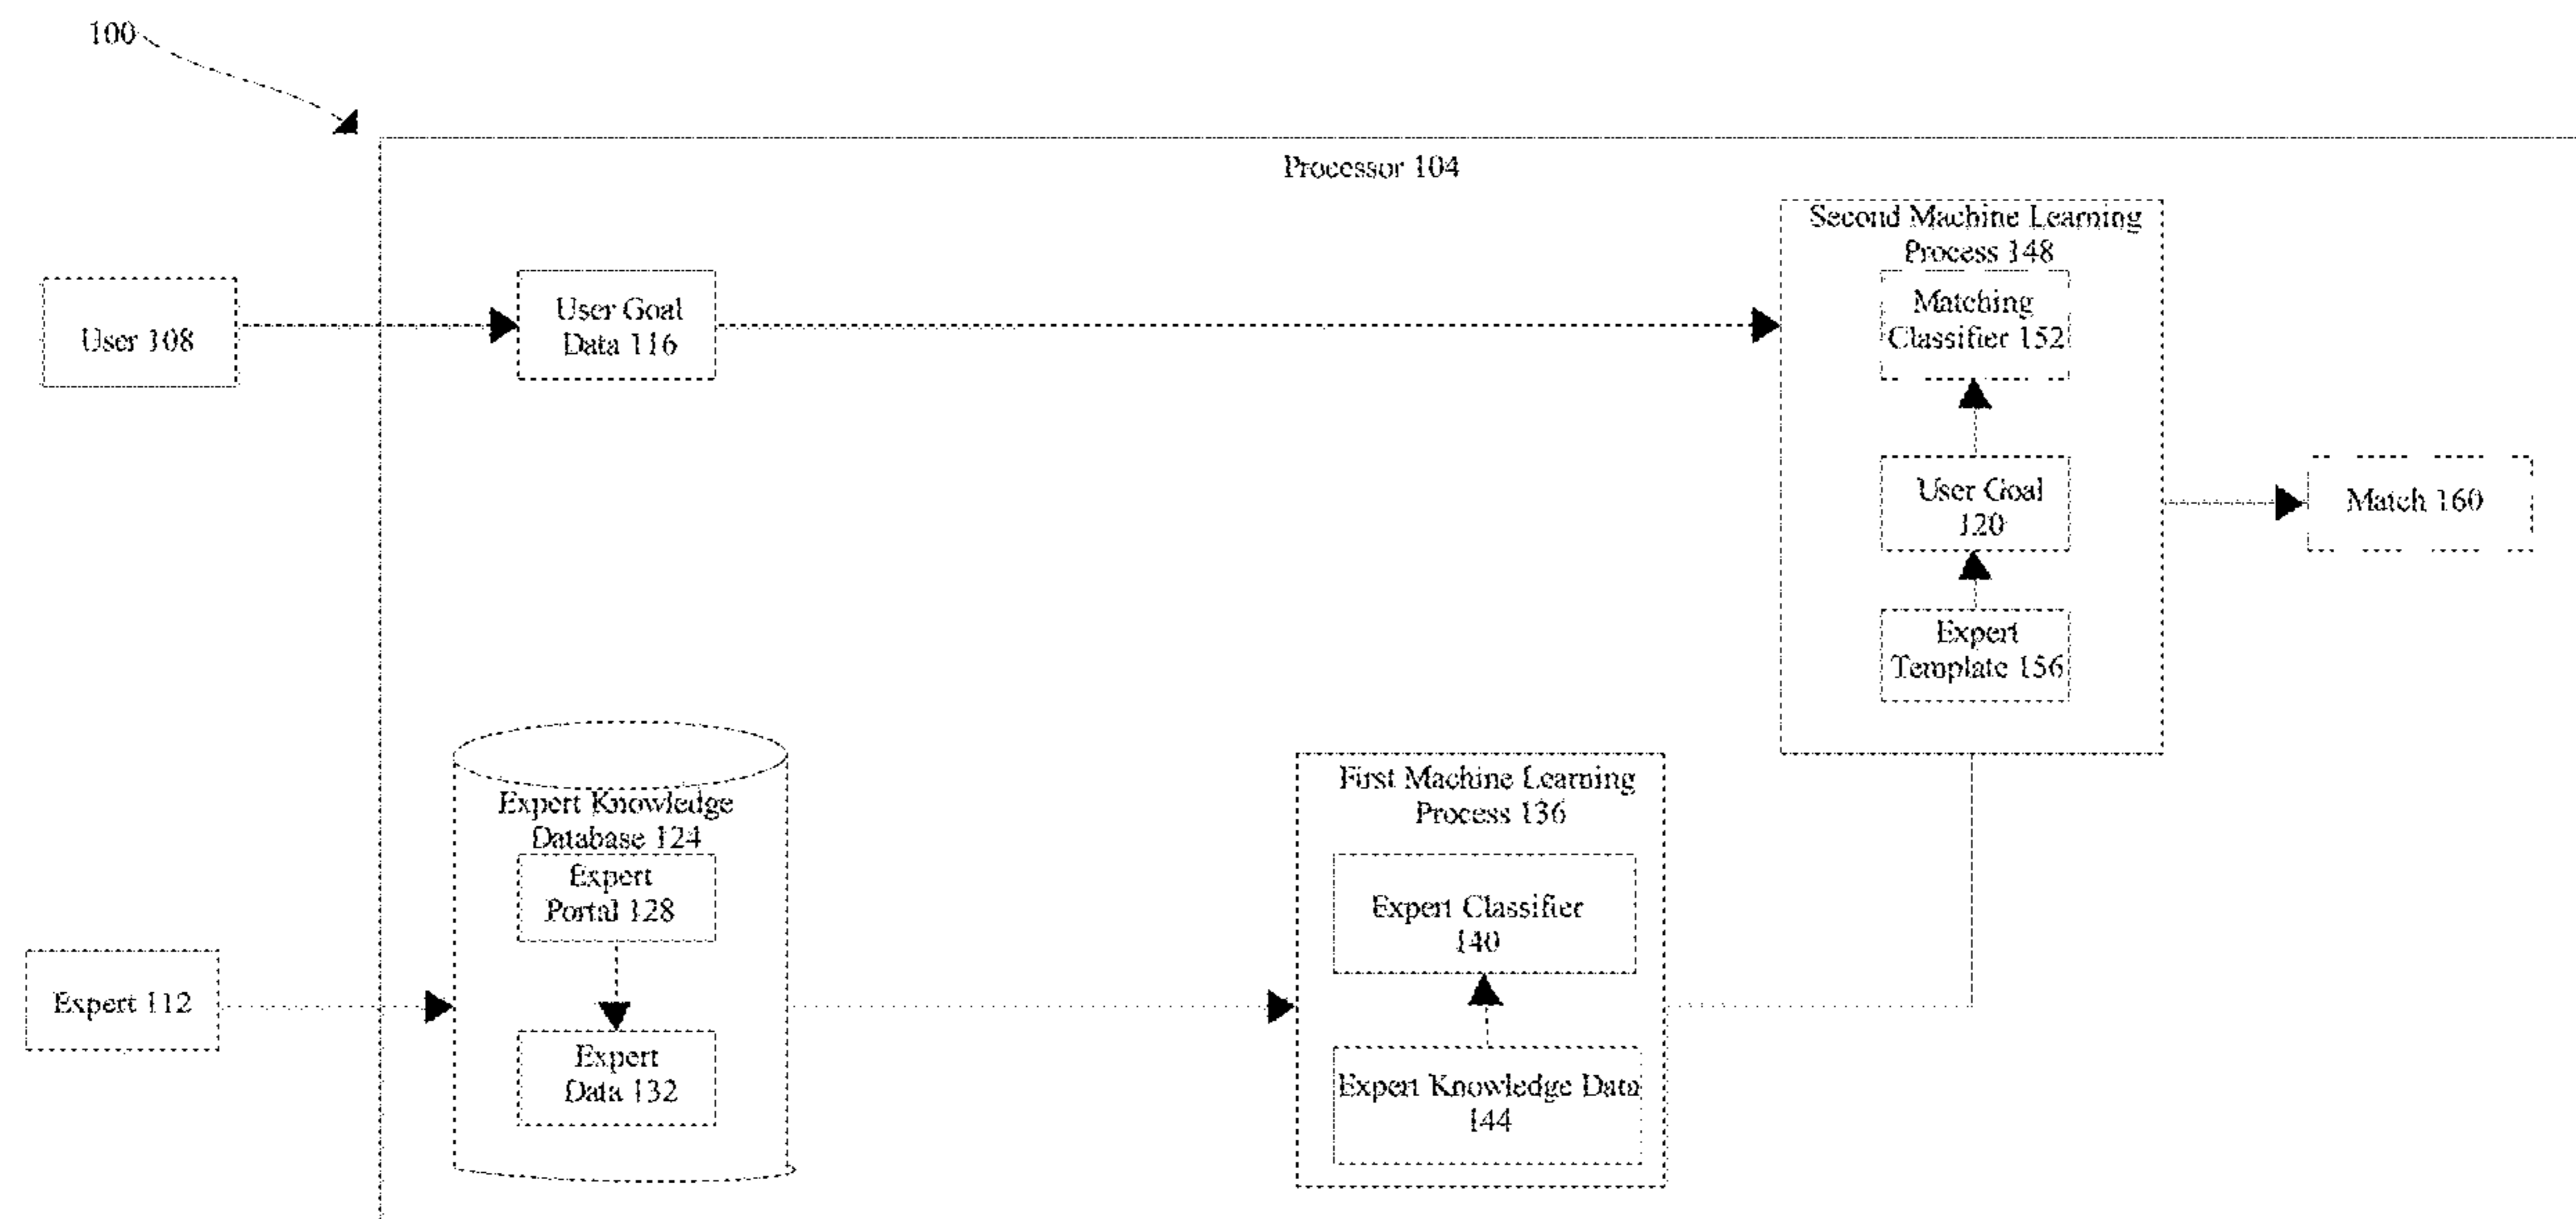 100
Processor 104
Second Machine Learning
Process 148
User 108
User Goal
Data 116
Matching
Classifier 152
User Goal
120
Match 160
Expert
Template 156
Expert Knowledge
Database 124
Expert
Portal 128
First Machine Learning
Process 136
Expert Classifier
140
Expert 112
Expert
Data 132
Expert Knowledge Data
144